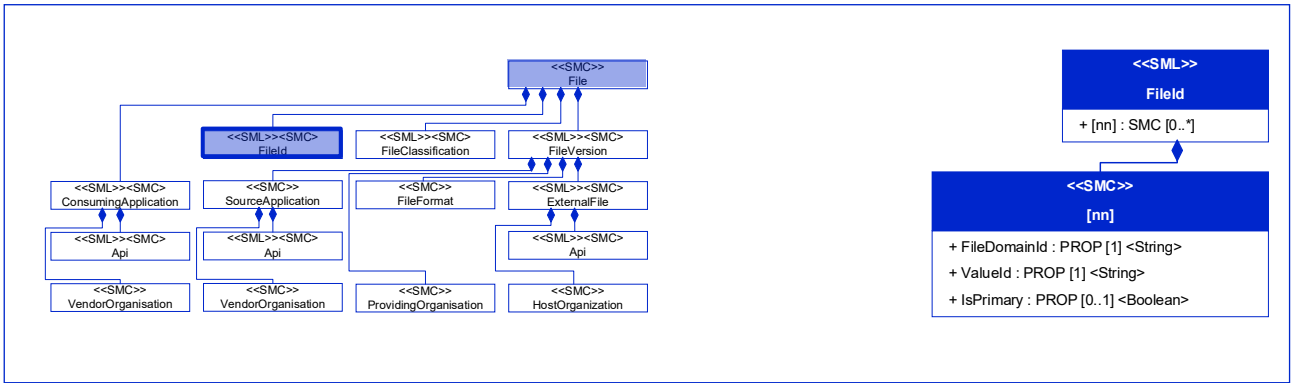 <<SMC>>
File
<<SML>><<SMC>
FileId
<<SML>><<SMC>
FileClassification
<<SML>><<SMC>
FileVersion
<<SML>><<SMC>
ConsumingApplication
<<SMC>>
SourceApplication
<<SMC>>
FileFormat
<<SML>><<SMC>
ExternalFile
<<SML>><<SMC>
Api
<<SML>><<SMC>
Api
<<SML>><<SMC>
Api
<<SMC>>
VendorOrganisation
<<SMC>>
VendorOrganisation
<<SMC>>
ProvidingOrganisation
<<SMC>>
HostOrganization
<<SML>>
FileId
+ [nn] : SMC [0..*]
<<SMC>>
[nn]
+ FileDomainId : PROP [1] <String>
+ ValueId : PROP [1] <String>
+ IsPrimary : PROP [0..1] <Boolean>